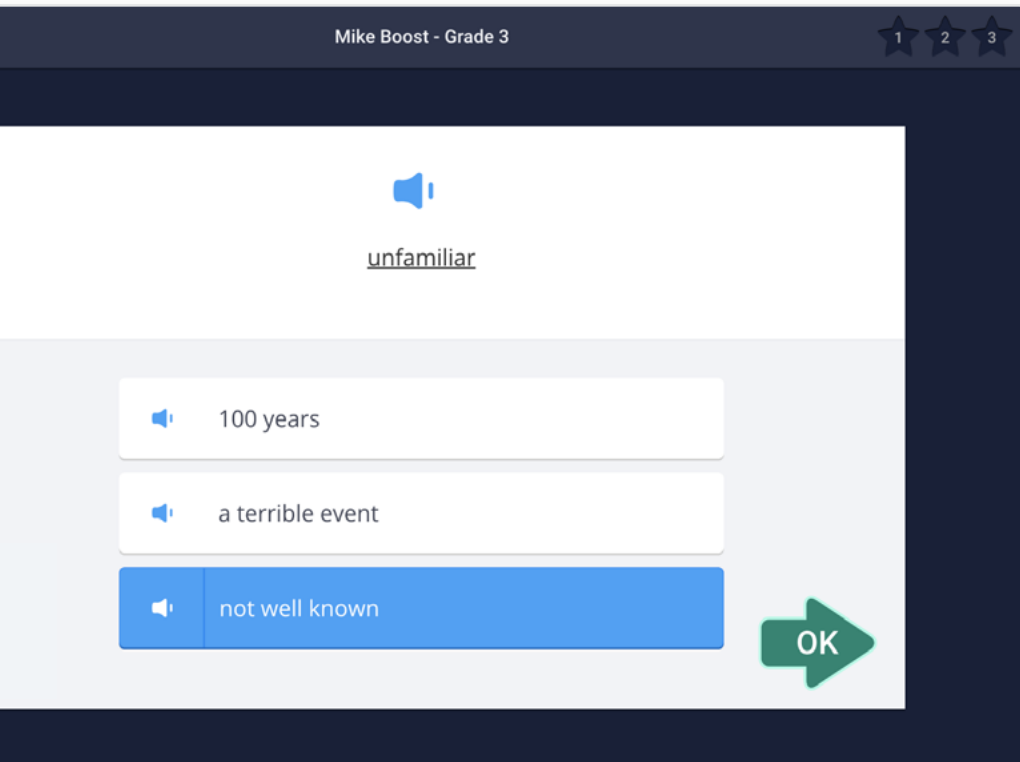 Mike Boost - Grade 3
1 2 3
unfamiliar
100 years
a terrible event
not well known
OK